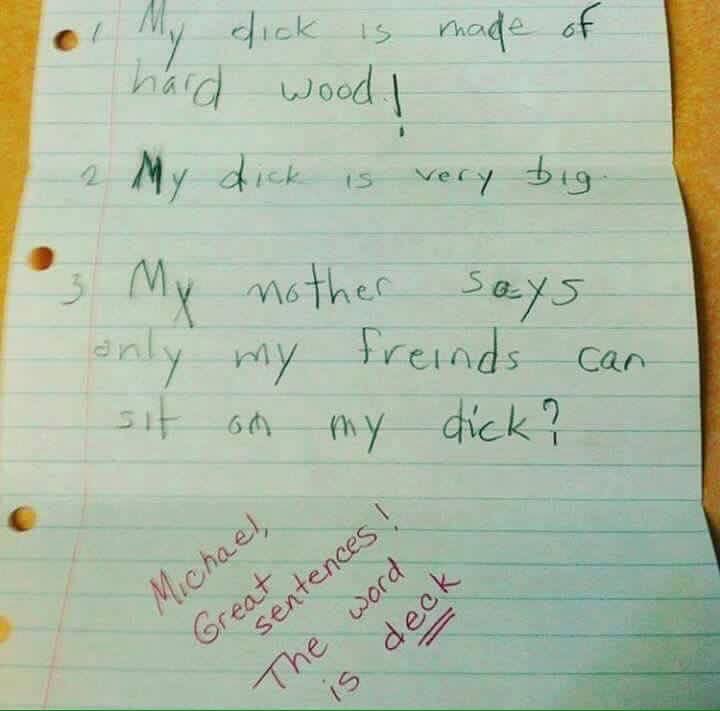 1 My dick is made of
hard wood!
2 My dick is very big.
3 My mother says
only my freinds can
sit on my dick?
Michael,
Great
sentences!
The word
is deck